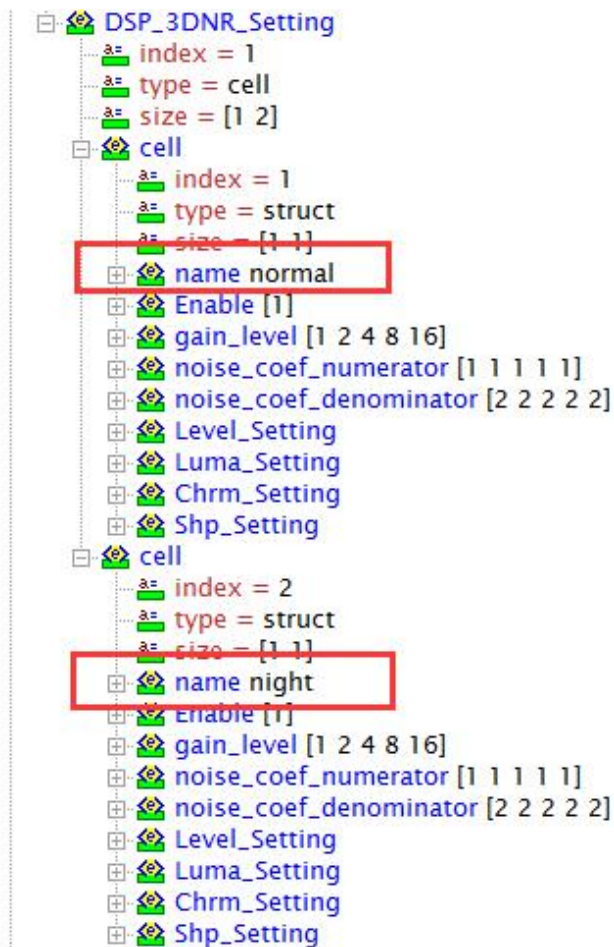 DSP_3DNR_Setting
index = 1
type = cell
size = [1 2]
cell
index = 1
type = struct
size = [1 1]
name normal
Enable [1]
gain_level [1 2 4 8 16]
noise_coef_numerator [1 1 1 1 1]
noise_coef_denominator [2 2 2 2 2]
Level_Setting
Luma_Setting
Chrm_Setting
Shp_Setting
cell
index = 2
type = struct
size = [1 1]
name night
Enable [1]
gain_level [1 2 4 8 16]
noise_coef_numerator [1 1 1 1 1]
noise_coef_denominator [2 2 2 2 2]
Level_Setting
Luma_Setting
Chrm_Setting
Shp_Setting